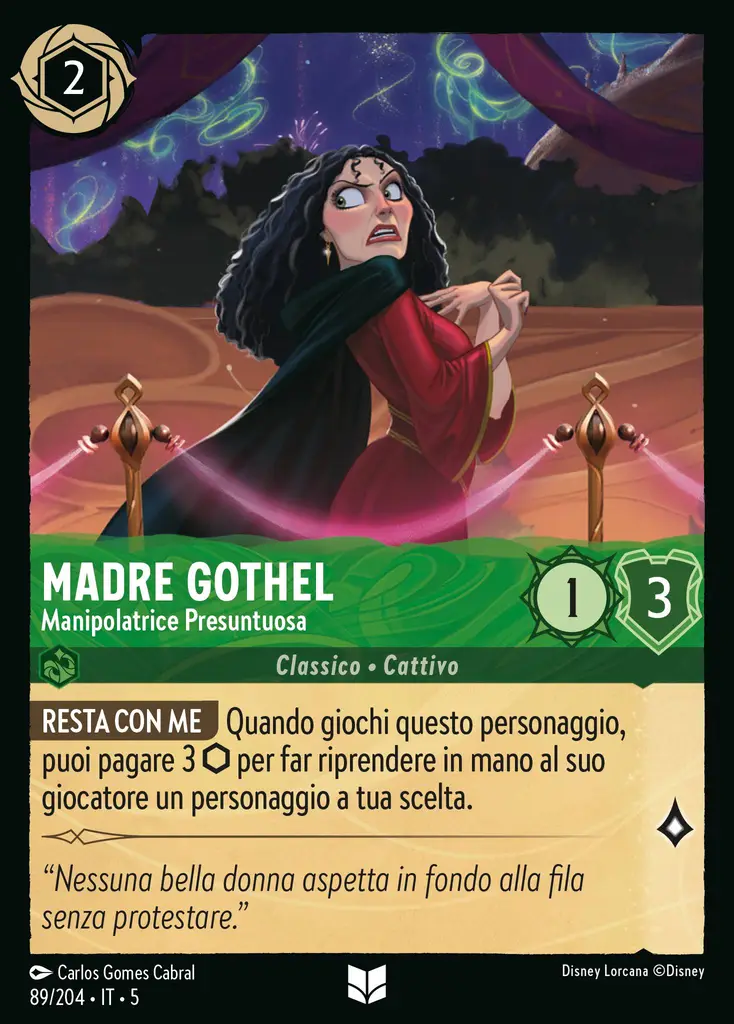 2
MADRE GOTHEL
Manipolatrice Presuntuosa
1
3
Classico • Cattivo
RESTA CON ME Quando giochi questo personaggio,
puoi pagare 3 ⬡ per far riprendere in mano al suo
giocatore un personaggio a tua scelta.
“Nessuna bella donna aspetta in fondo alla fila
senza protestare.”
Carlos Gomes Cabral
89/204 • IT • 5
Disney Lorcana ©Disney